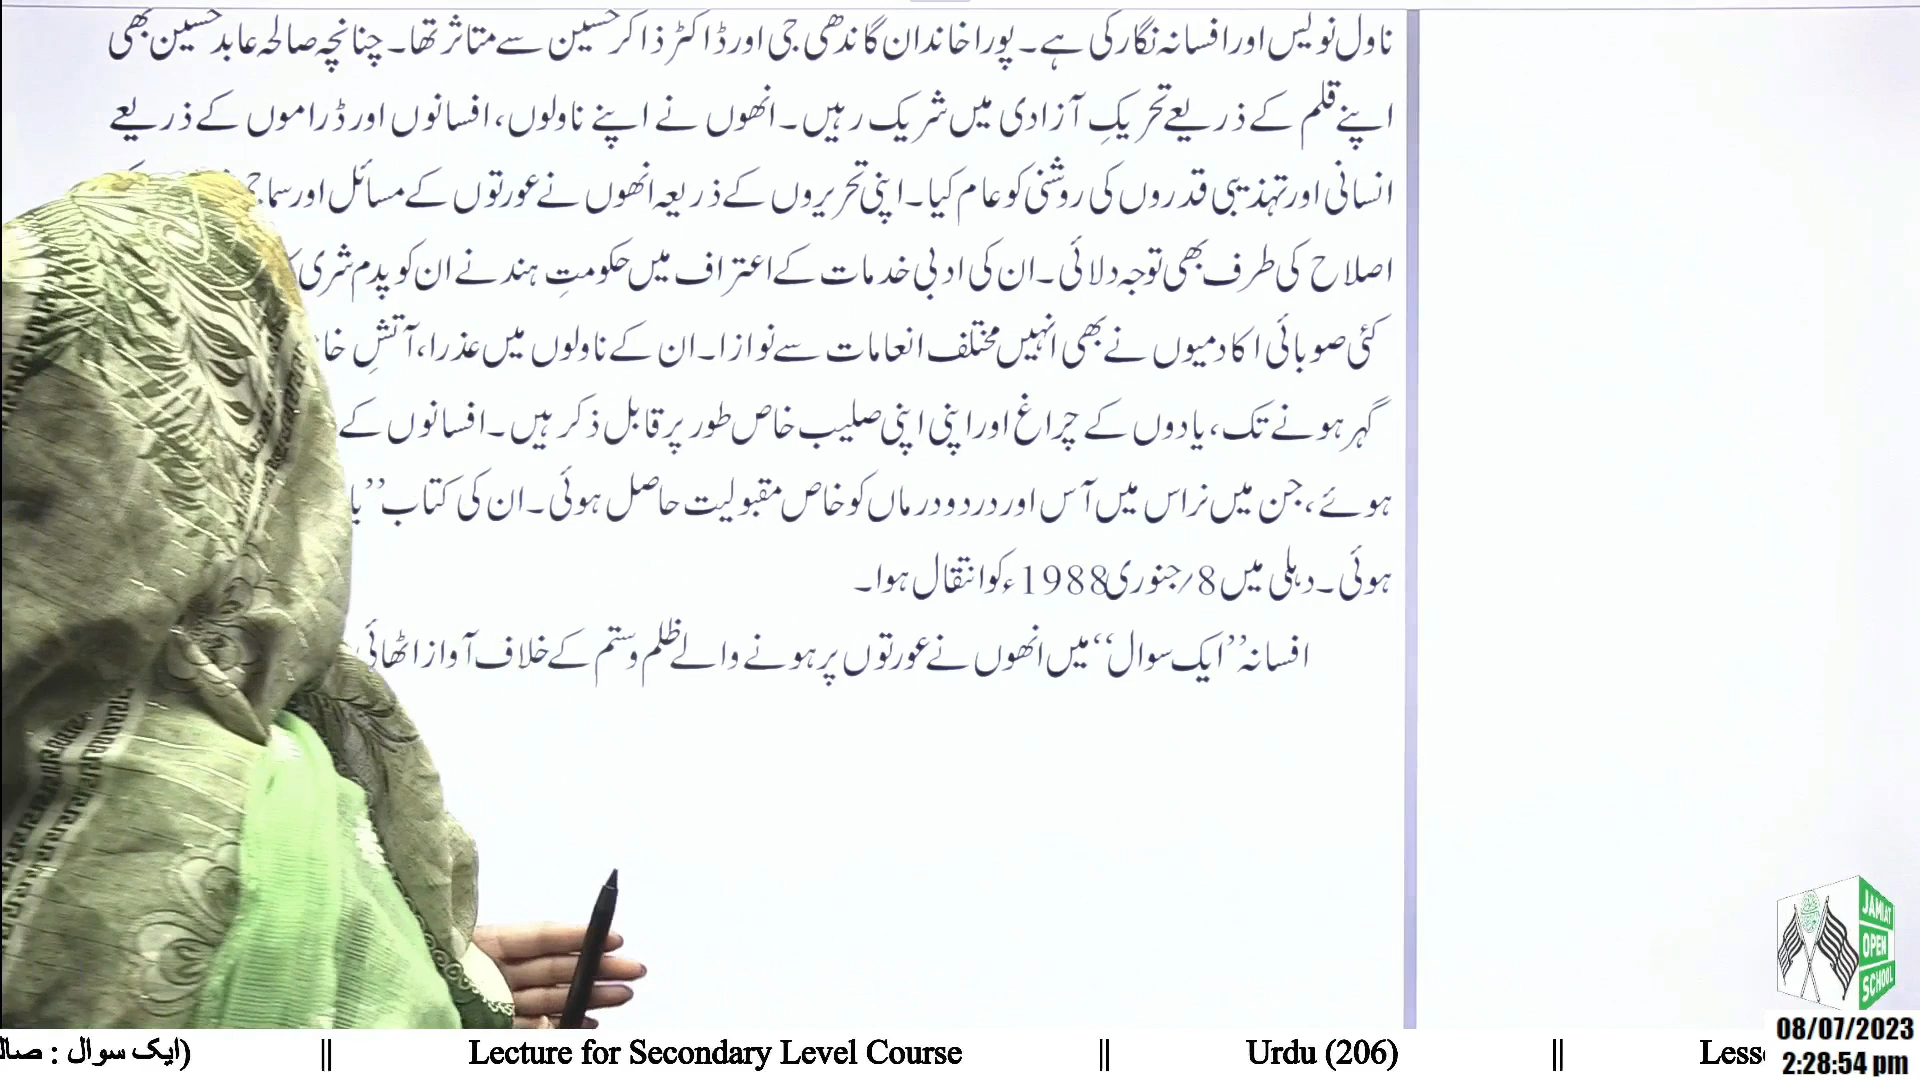 ناول نویس اور افسانہ نگار کی ہے۔ پورا خاندان گاندھی جی اور ڈاکٹر ذاکر حسین سے متاثر تھا۔ چنانچہ صالحہ عابد حسین بھی
اپنے قلم کے ذریعے تحریکِ آزادی میں شریک رہیں۔ انھوں نے اپنے ناولوں، افسانوں اور ڈراموں کے ذریعے
انسانی اور تہذیبی قدروں کی روشنی کو عام کیا۔ اپنی تحریروں کے ذریعہ انھوں نے عورتوں کے مسائل اور
اصلاح کی طرف بھی توجہ دلائی۔ ان کی ادبی خدمات کے اعتراف میں حکومتِ ہند نے ان کو پدم شری
کئی صوبائی اکادمیوں نے بھی انہیں مختلف انعامات سے نوازا۔ ان کے ناولوں میں عذرا، آتشِ
گہر ہونے تک، یادوں کے چراغ اور اپنی اپنی صلیب خاص طور پر قابل ذکر ہیں۔ افسانوں کے
ہوئے، جن میں نراس میں آس اور درد و درماں کو خاص مقبولیت حاصل ہوئی۔ ان کی کتاب ’’
ہوئی۔ دہلی میں 8/جنوری 1988ء کو انتقال ہوا۔
افسانہ ’’ایک سوال‘‘ میں انھوں نے عورتوں پر ہونے والے ظلم و ستم کے خلاف آواز اٹھائی
JAMIAT
OPEN
SCHOOL
08/07/2023
2:28:54 pm
(ایک سوال : || Lecture for Secondary Level Course || Urdu (206) ||